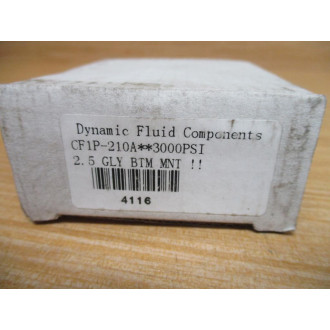 Dynamic Fluid Components
CF1P-210A**3000PSI
2.5 GLY BTM MNT !!
4116